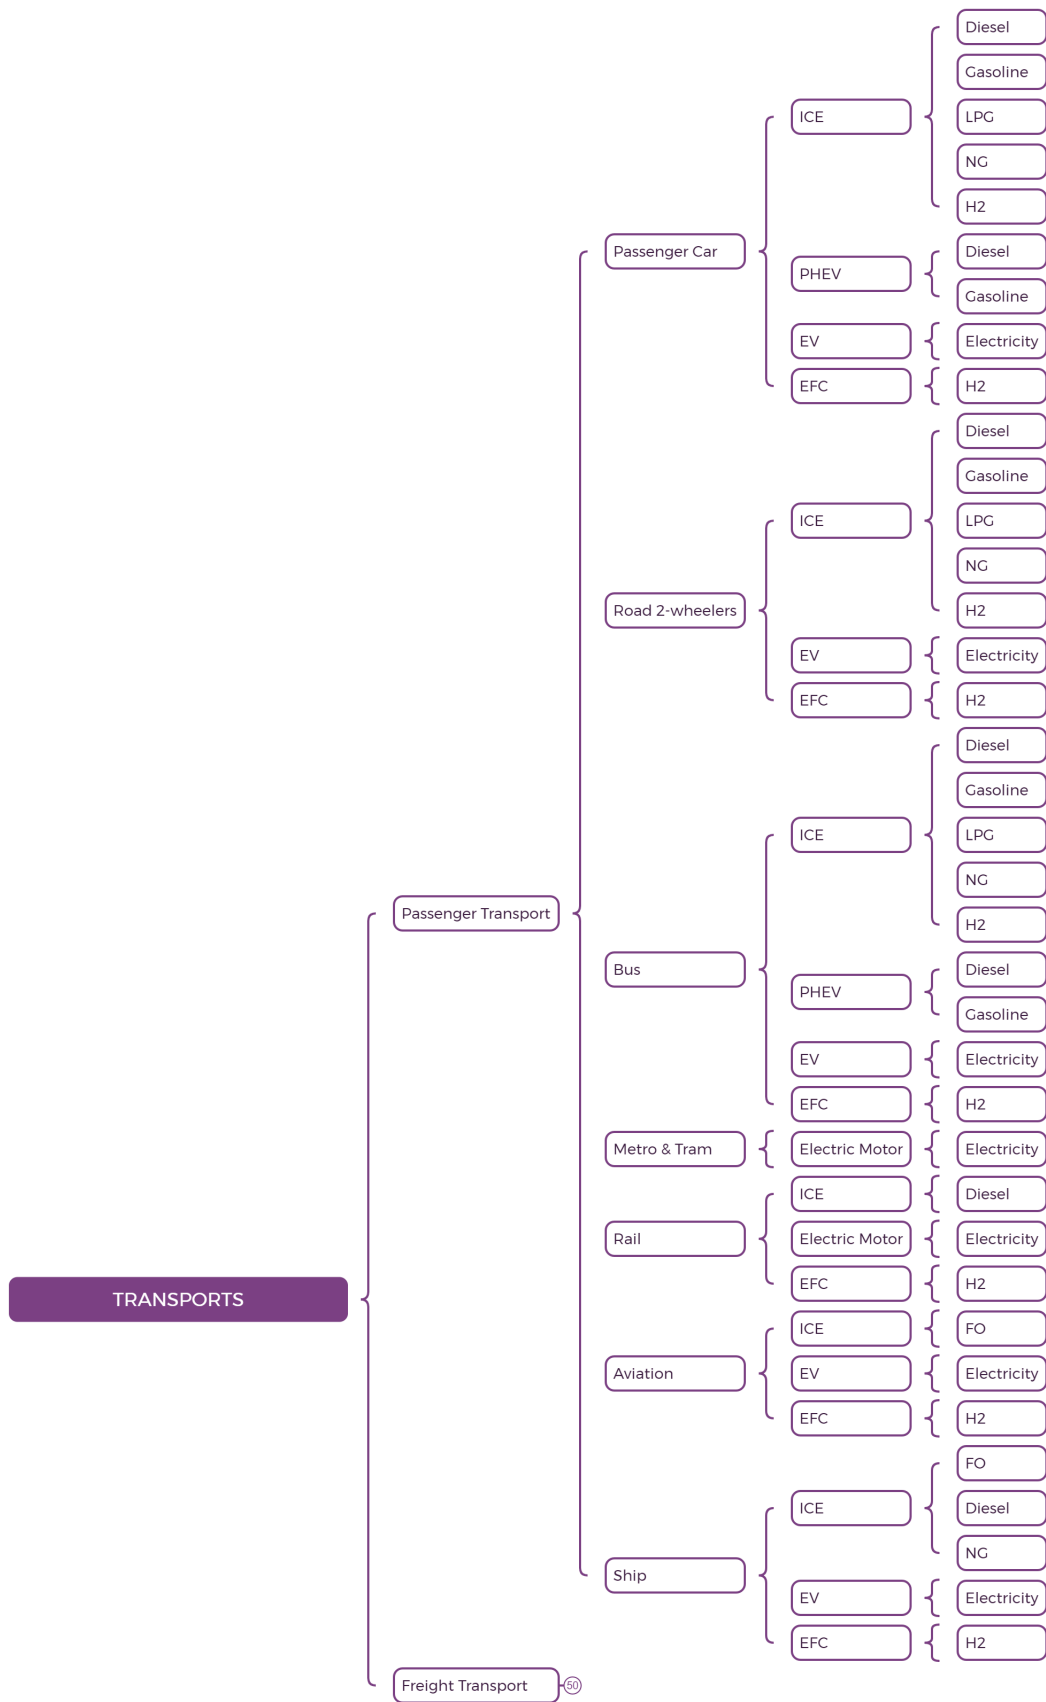 TRANSPORTS
Passenger Transport
Passenger Car
ICE
Diesel
Gasoline
LPG
NG
H2
PHEV
Diesel
Gasoline
EV
Electricity
EFC
H2
Road 2-wheelers
ICE
Diesel
Gasoline
LPG
NG
H2
EV
Electricity
EFC
H2
Bus
ICE
Diesel
Gasoline
LPG
NG
H2
PHEV
Diesel
Gasoline
EV
Electricity
EFC
H2
Metro & Tram
Electric Motor
Electricity
Rail
ICE
Diesel
Electric Motor
Electricity
EFC
H2
Aviation
ICE
FO
EV
Electricity
EFC
H2
Ship
ICE
FO
Diesel
NG
EV
Electricity
EFC
H2
Freight Transport
50